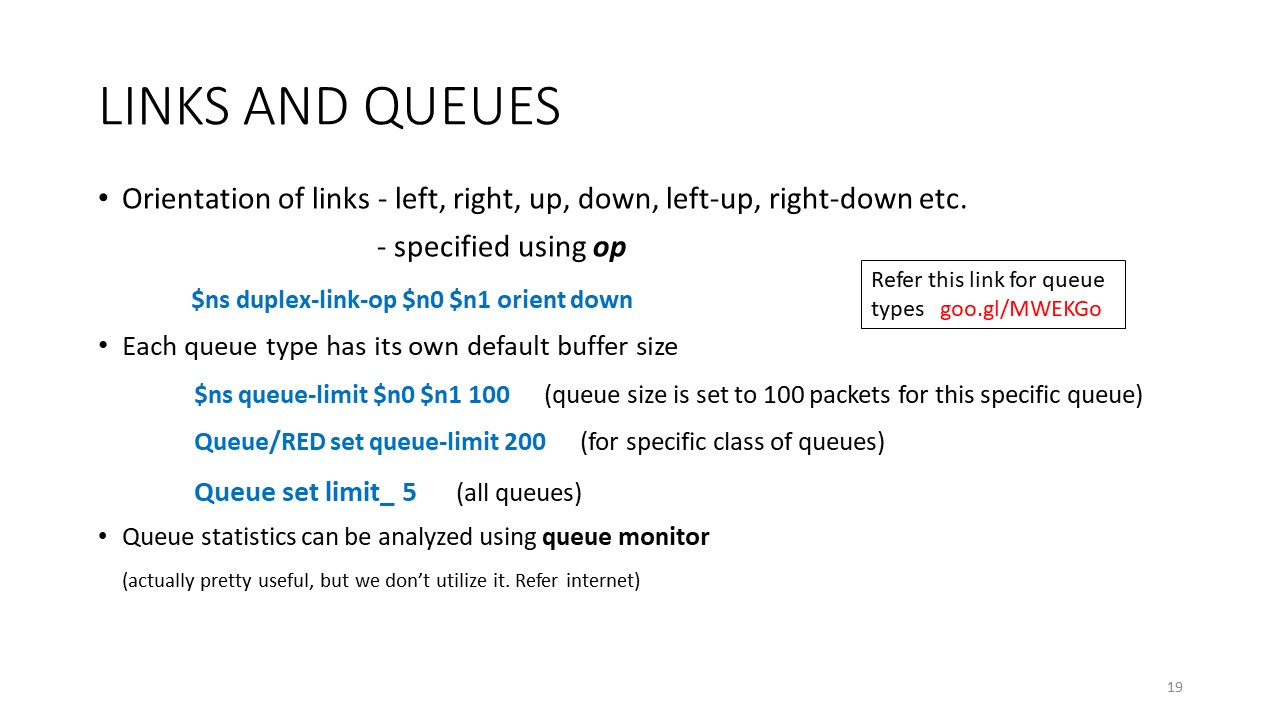 LINKS AND QUEUES
• Orientation of links - left, right, up, down, left-up, right-down etc.
- specified using op
$ns duplex-link-op $n0 $n1 orient down
Refer this link for queue
types goo.gl/MWEKGo
• Each queue type has its own default buffer size
$ns queue-limit $n0 $n1 100 (queue size is set to 100 packets for this specific queue)
Queue/RED set queue-limit 200 (for specific class of queues)
Queue set limit_ 5 (all queues)
• Queue statistics can be analyzed using queue monitor
(actually pretty useful, but we don’t utilize it. Refer internet)
19